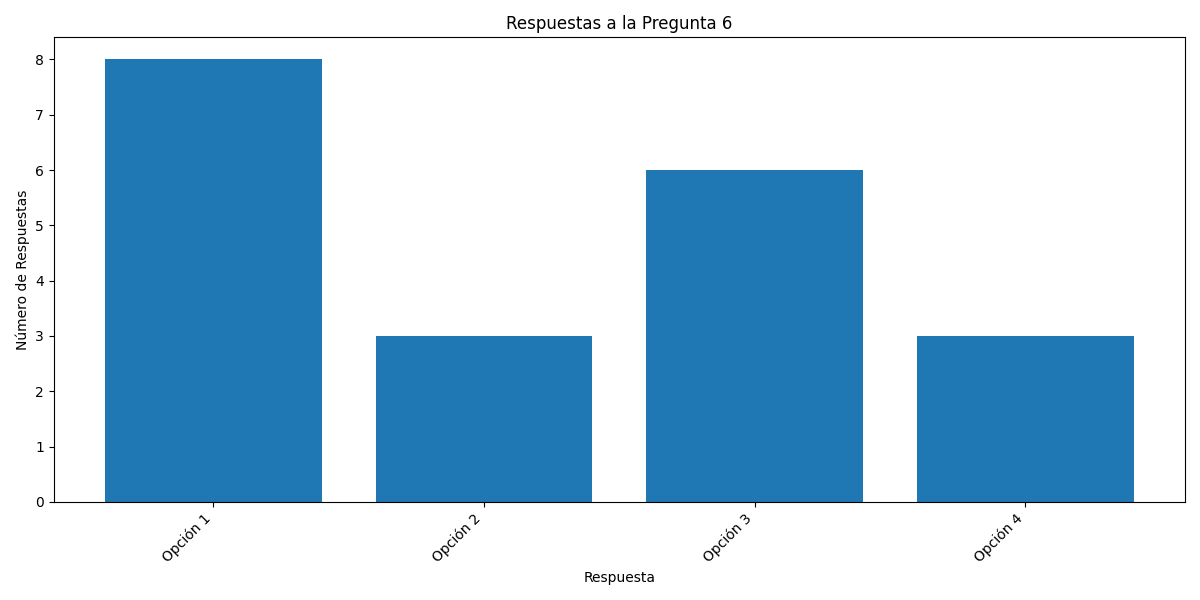 Respuestas a la Pregunta 6
Número de Respuestas
8
7
6
5
4
3
2
1
0
Opción 1
Opción 2
Opción 3
Opción 4
Respuesta